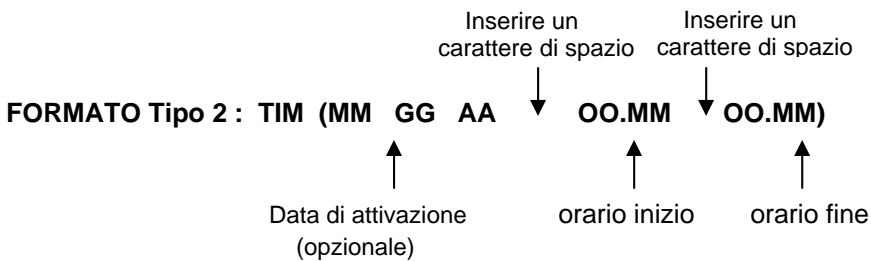 Inserire un Inserire un
carattere di spazio carattere di spazio
FORMATO Tipo 2 : TIM (MM GG AA OO.MM OO.MM)
Data di attivazione orario inizio orario fine
(opzionale)